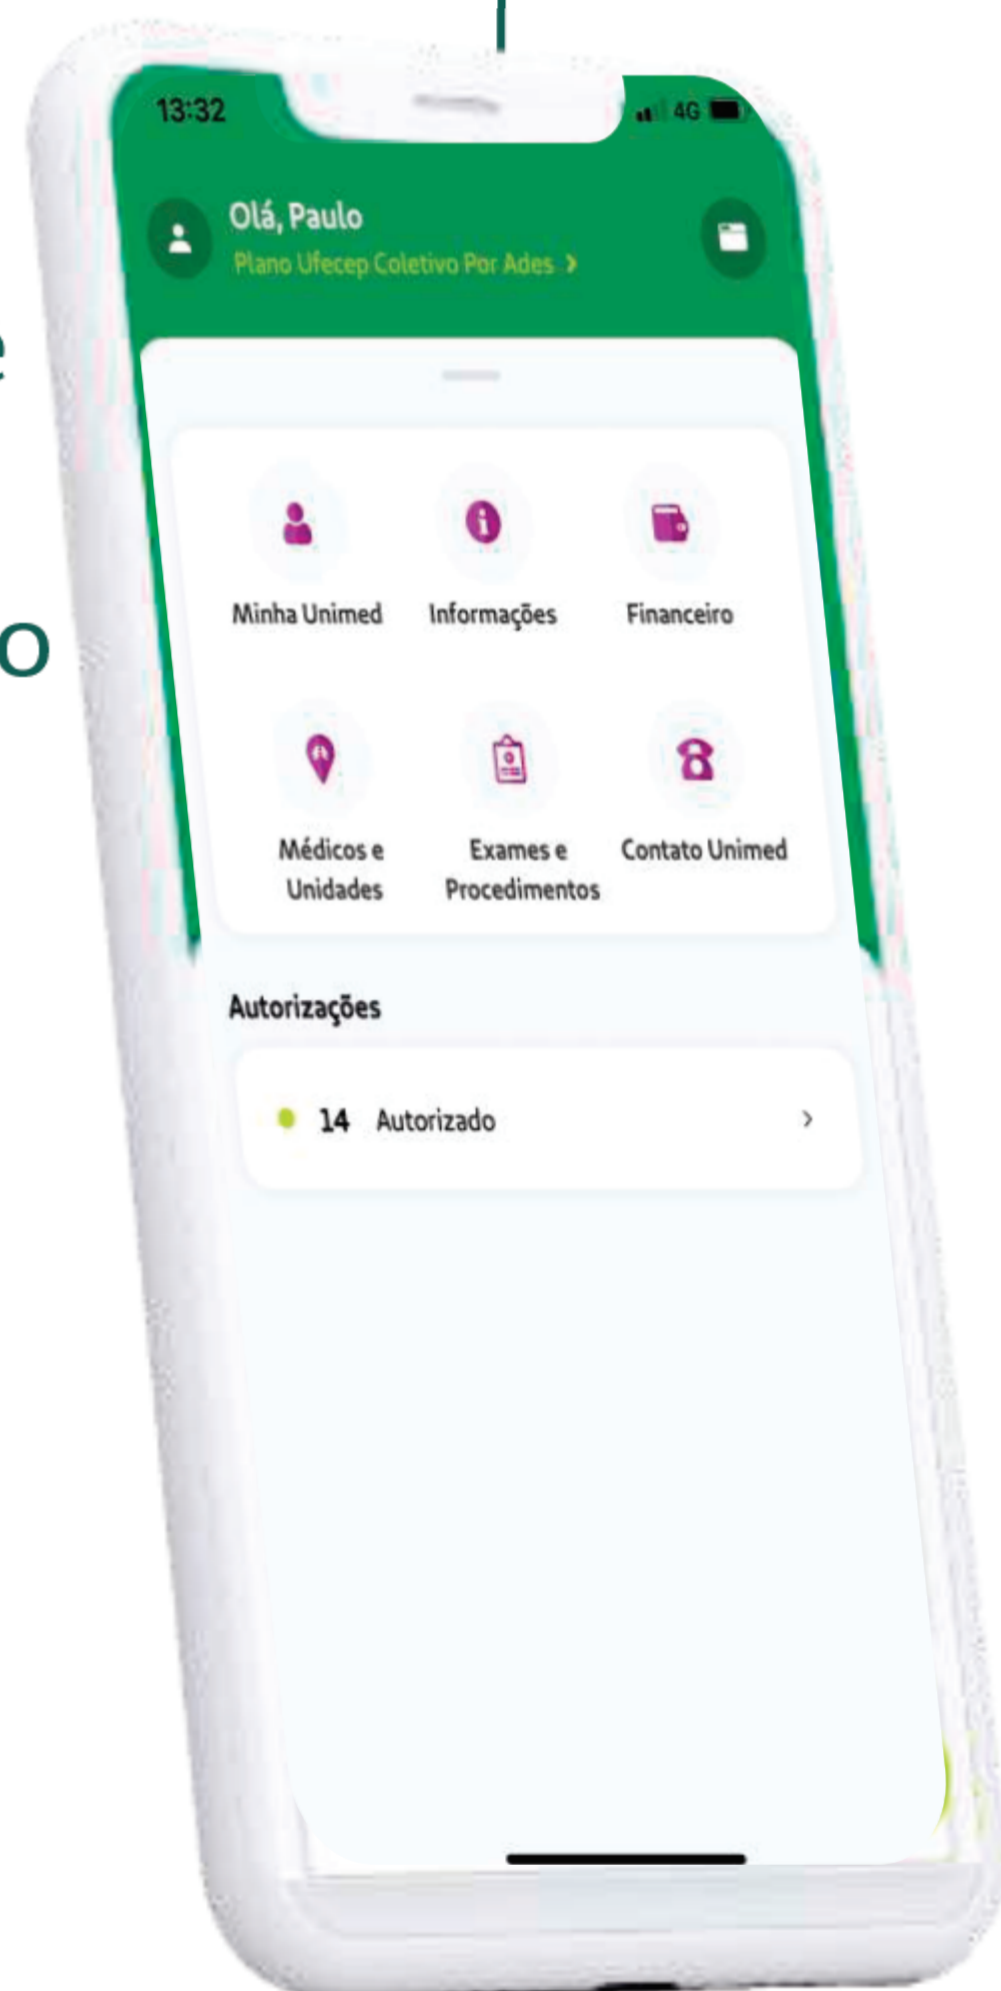 13:32
4G
Olá, Paulo
Plano Ufecep Coletivo Por Ades >
e
o
Minha Unimed Informações Financeiro
Médicos e Unidades
Exames e Procedimentos
Contato Unimed
Autorizações
14 Autorizado >